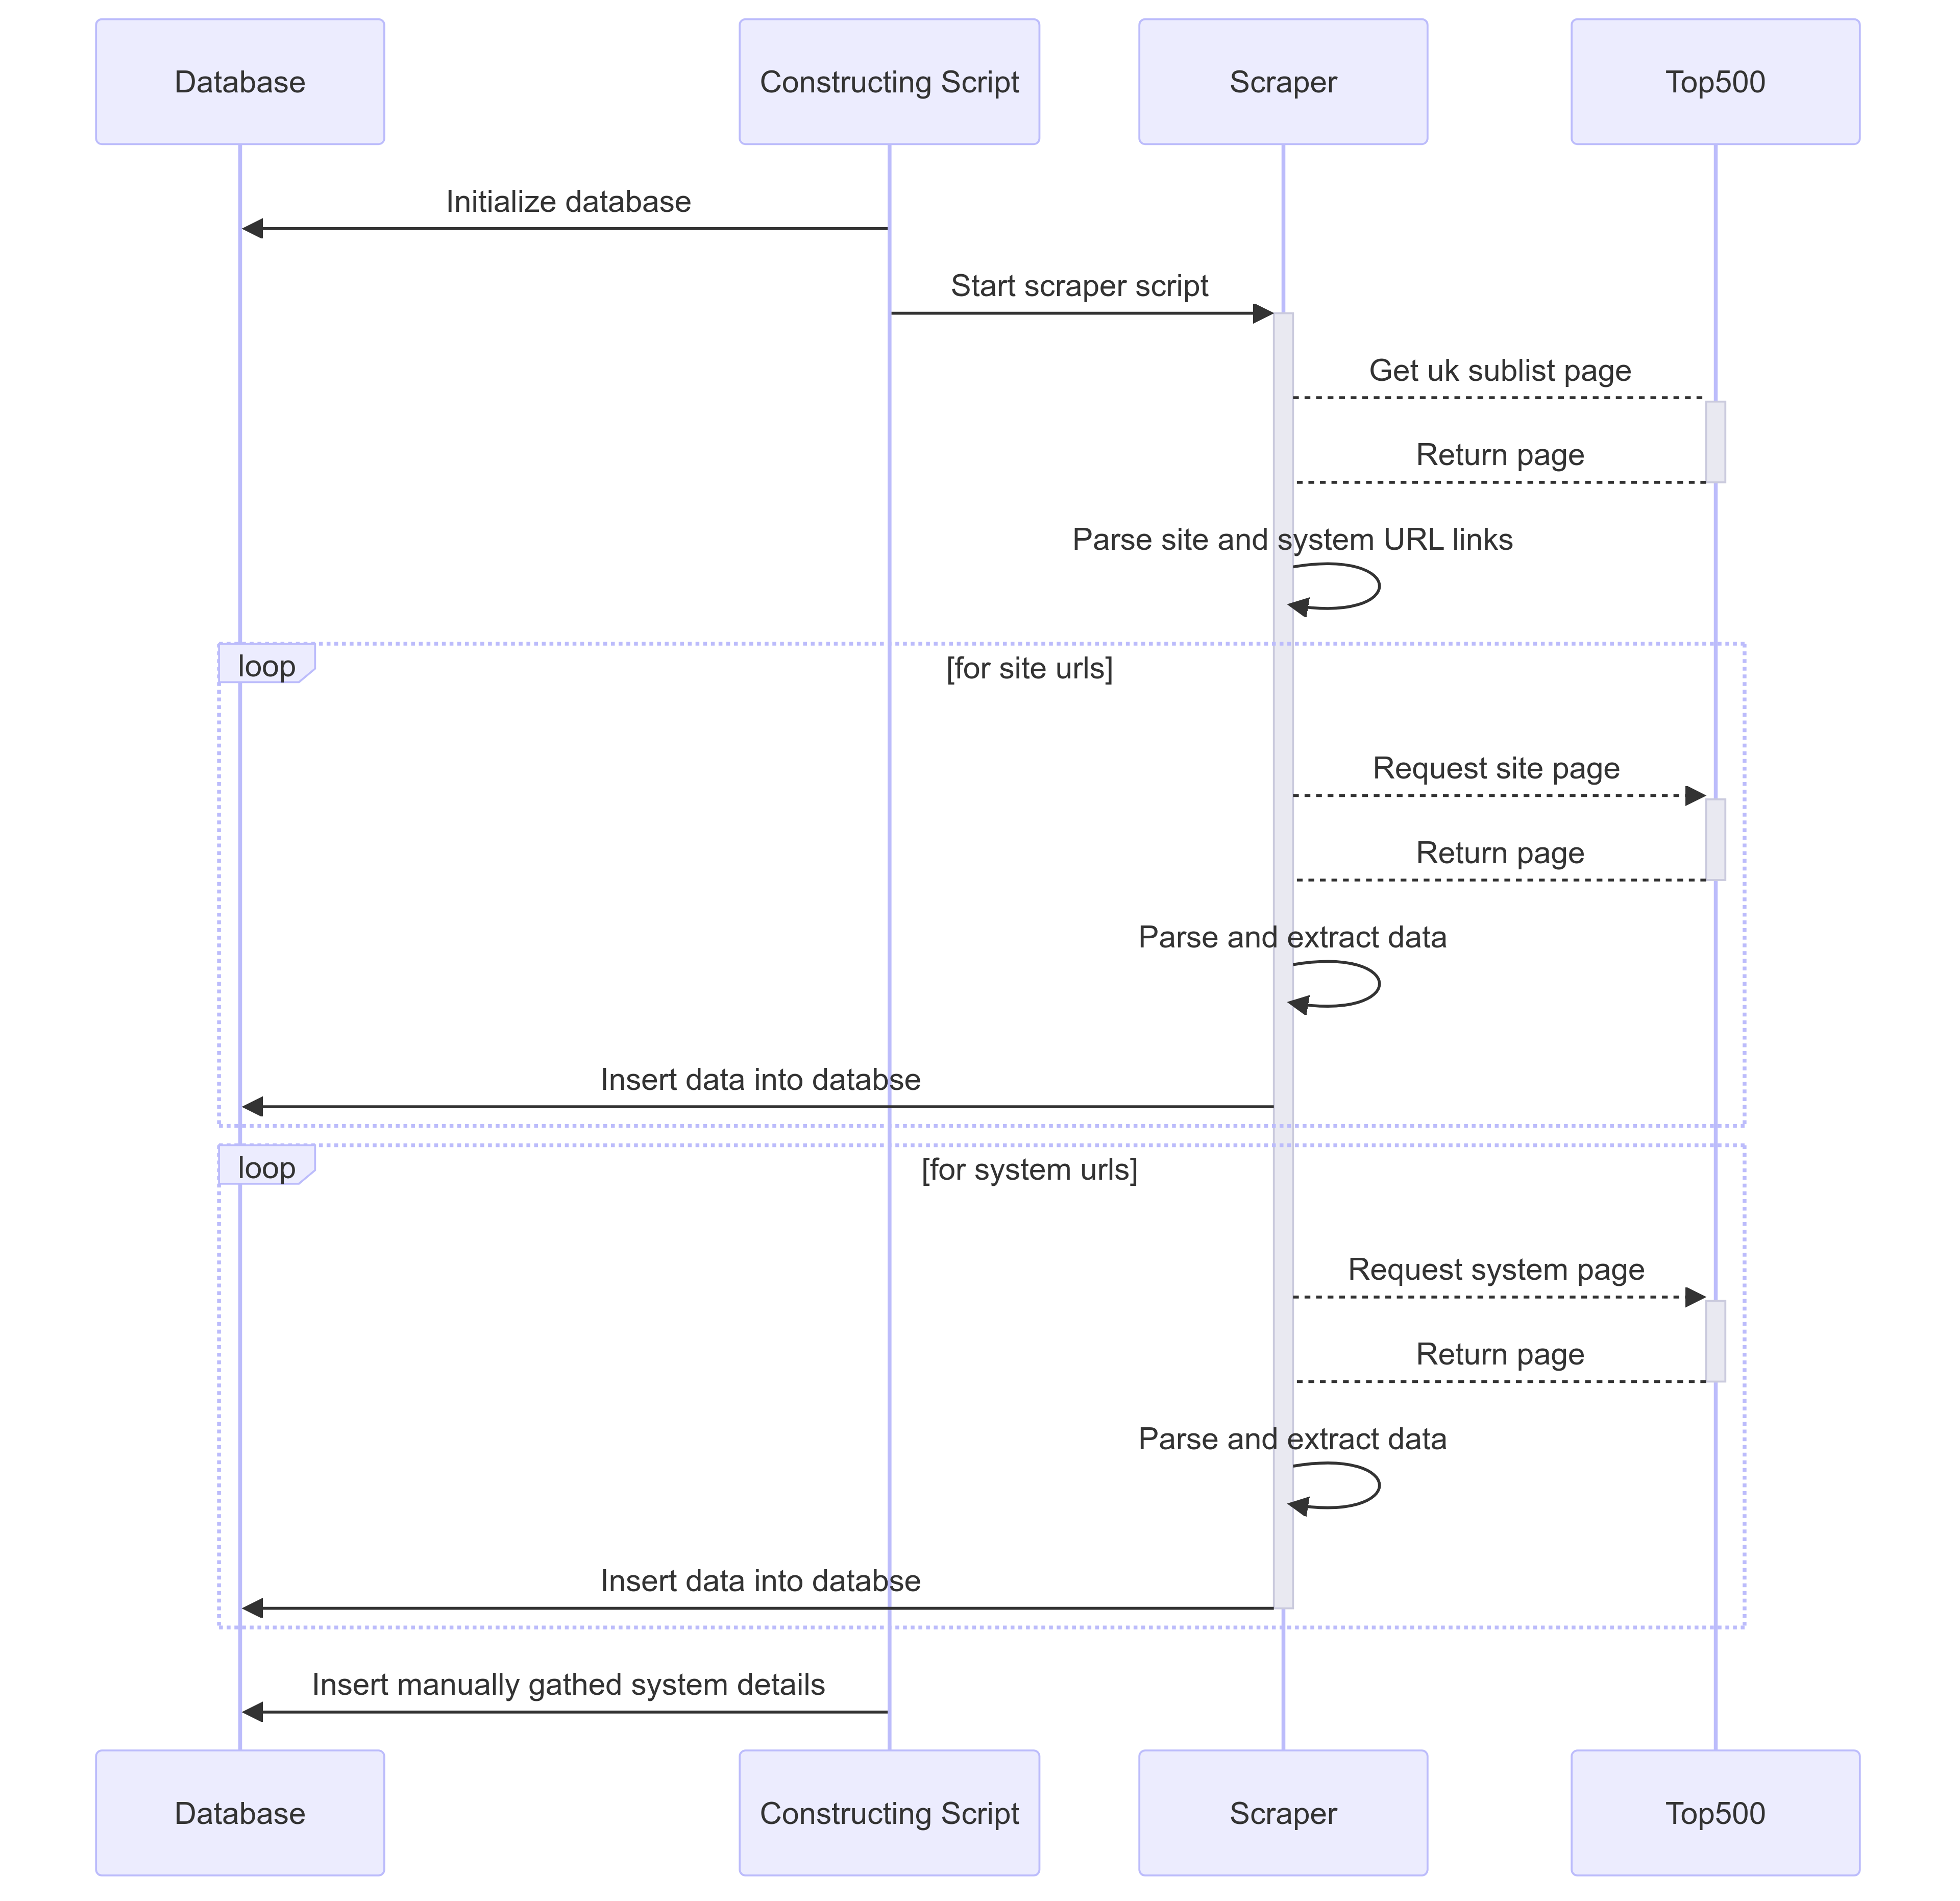 Database
Constructing Script
Scraper
Top500
Initialize database
Start scraper script
Get uk sublist page
Return page
Parse site and system URL links
loop
[for site urls]
Request site page
Return page
Parse and extract data
Insert data into databse
loop
[for system urls]
Request system page
Return page
Parse and extract data
Insert data into databse
Insert manually gathed system details
Database
Constructing Script
Scraper
Top500